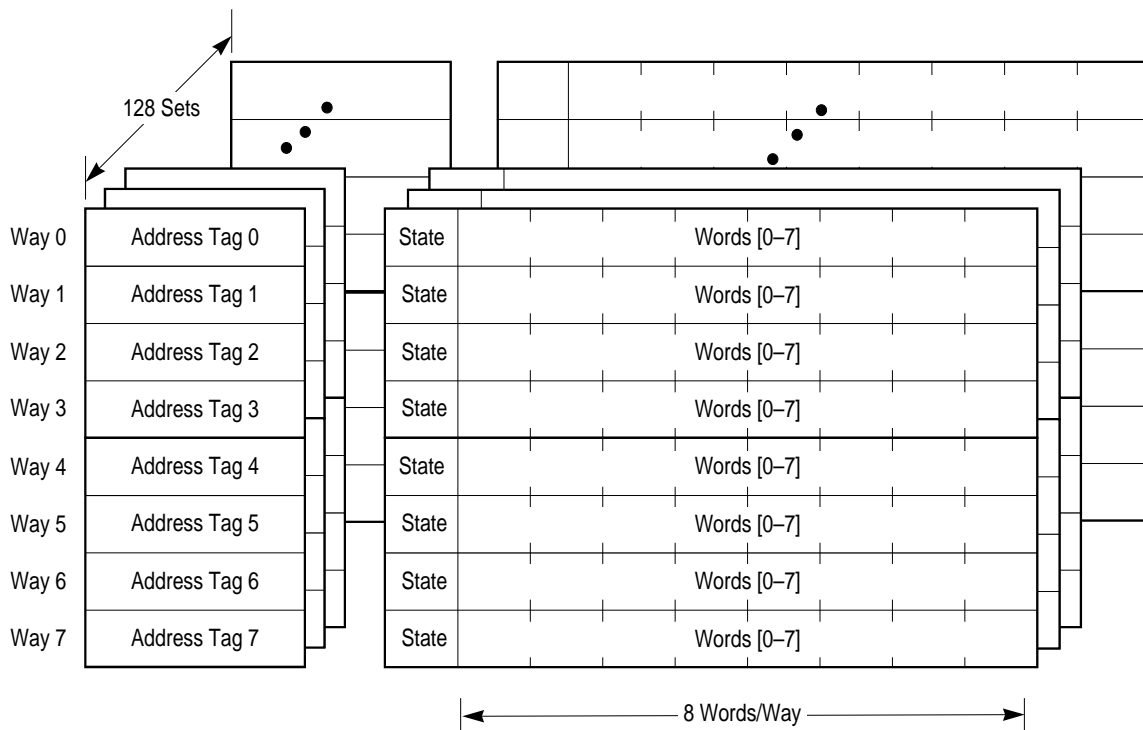 128 Sets
Way 0 Address Tag 0 State Words [0–7]
Way 1 Address Tag 1 State Words [0–7]
Way 2 Address Tag 2 State Words [0–7]
Way 3 Address Tag 3 State Words [0–7]
Way 4 Address Tag 4 State Words [0–7]
Way 5 Address Tag 5 State Words [0–7]
Way 6 Address Tag 6 State Words [0–7]
Way 7 Address Tag 7 State Words [0–7]
8 Words/Way